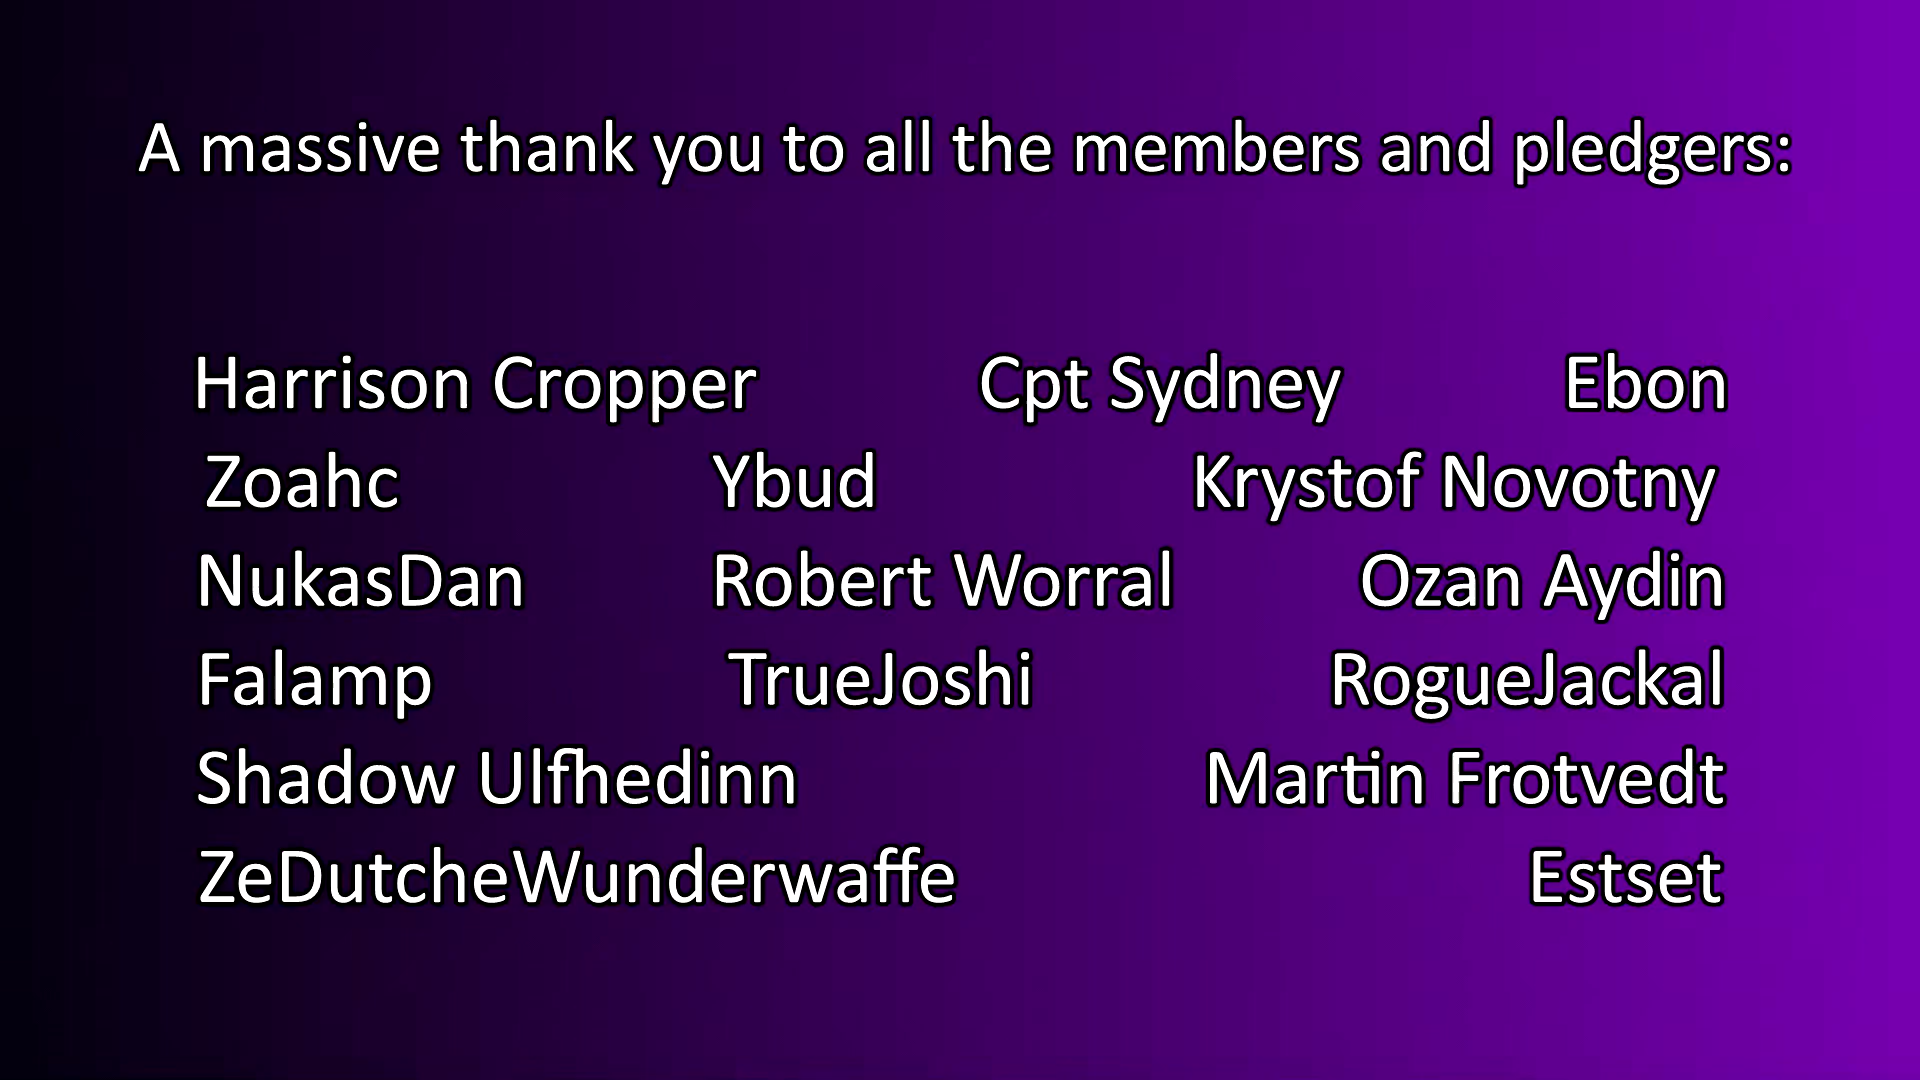 A massive thank you to all the members and pledgers:
Harrison Cropper Cpt Sydney Ebon
Zoahc Ybud Krystof Novotny
NukasDan Robert Worral Ozan Aydin
Falamp TrueJoshi RogueJackal
Shadow Ulfhedinn Martin Frotvedt
ZeDutcheWunderwaffe Estset